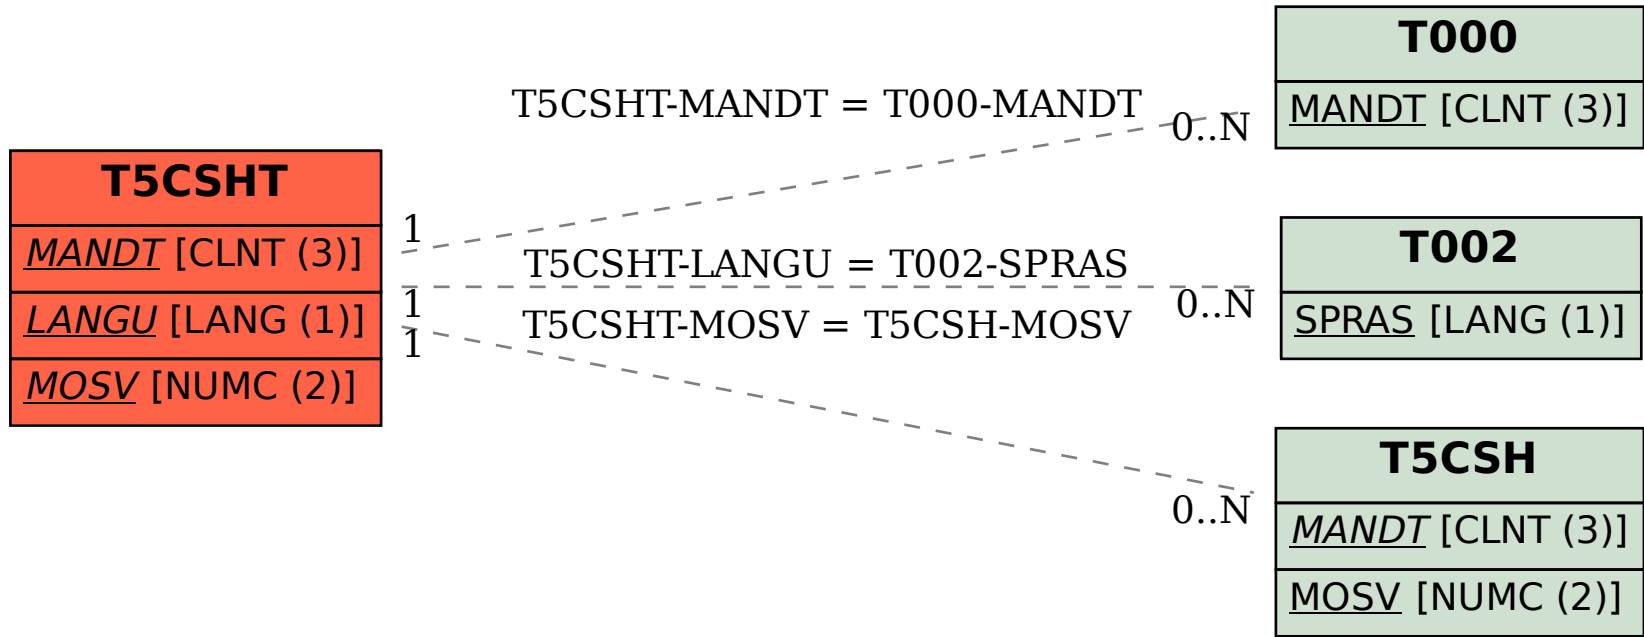 T5CSHT
MANDT [CLNT (3)]
LANGU [LANG (1)]
MOSV [NUMC (2)]
T5CSHT-MANDT = T000-MANDT
1
0..N
T5CSHT-LANGU = T002-SPRAS
1
0..N
T5CSHT-MOSV = T5CSH-MOSV
1
0..N
T000
MANDT [CLNT (3)]
T002
SPRAS [LANG (1)]
T5CSH
MANDT [CLNT (3)]
MOSV [NUMC (2)]